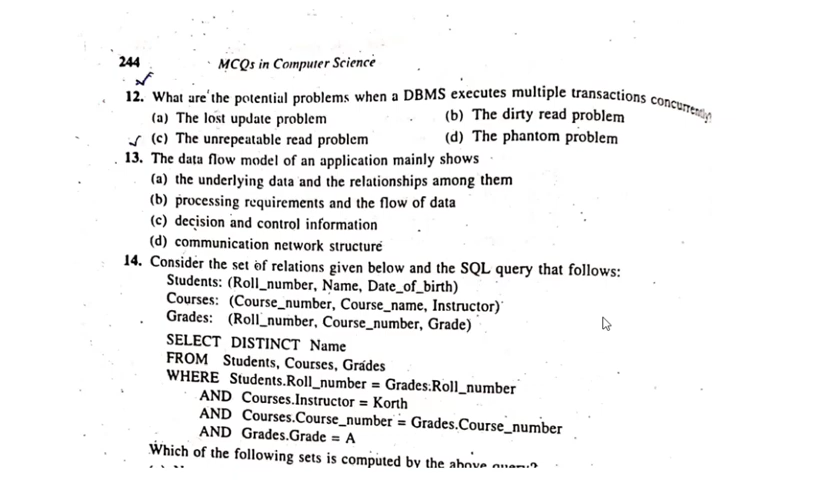 244 MCQs in Computer Science
12. What are the potential problems when a DBMS executes multiple transactions concurrently?
(a) The lost update problem (b) The dirty read problem
(c) The unrepeatable read problem (d) The phantom problem
13. The data flow model of an application mainly shows
(a) the underlying data and the relationships among them
(b) processing requirements and the flow of data
(c) decision and control information
(d) communication network structure
14. Consider the set of relations given below and the SQL query that follows:
Students: (Roll_number, Name, Date_of_birth)
Courses: (Course_number, Course_name, Instructor)
Grades: (Roll_number, Course_number, Grade)
SELECT DISTINCT Name
FROM Students, Courses, Grades
WHERE Students.Roll_number = Grades.Roll_number
AND Courses.Instructor = Korth
AND Courses.Course_number = Grades.Course_number
AND Grades.Grade = A
Which of the following sets is computed by the above query?